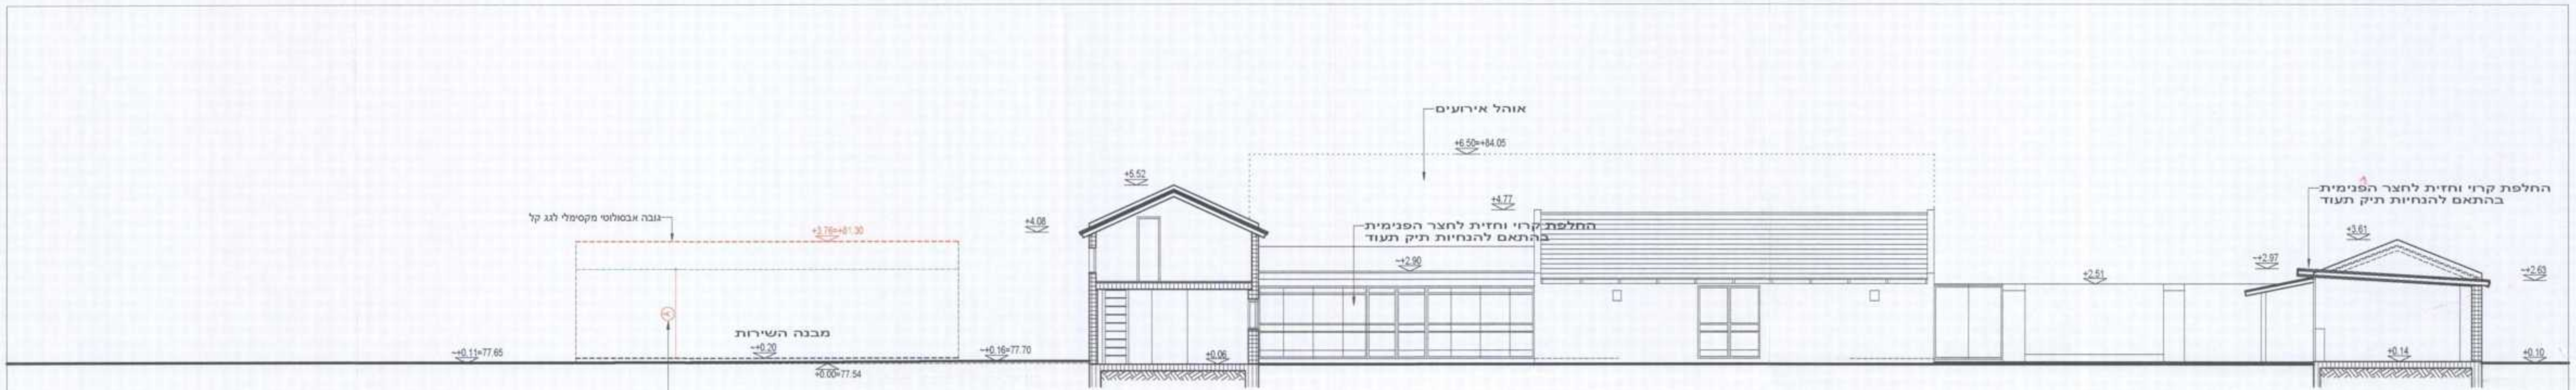 אוהל אירועים
+6.50=+84.05
+5.52
+4.77
+4.08
החלפת קרוי וחזית לחצר הפנימית
בהתאם להנחיות תיק תעוד
החלפת קרוי וחזית לחצר הפנימית
בהתאם להנחיות תיק תעוד
גובה אבסולוטי מקסימלי לגג קל
+3.76=+81.30
~+2.90
+2.51
~+2.97
+3.61
~+2.63
מבנה השירות
~+0.11=77.65
~+0.20
+0.00=77.54
~+0.16=77.70
+0.06
+0.14
+0.10